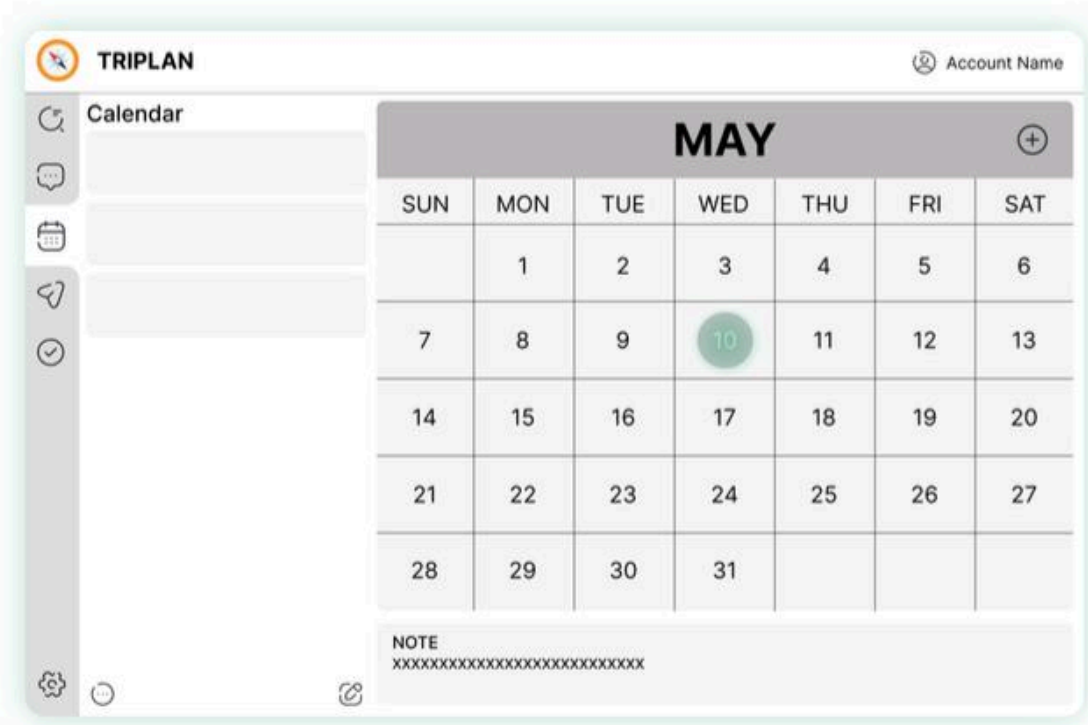 TRIPLAN
Account Name
Calendar
MAY
SUN MON TUE WED THU FRI SAT
1 2 3 4 5 6
7 8 9 10 11 12 13
14 15 16 17 18 19 20
21 22 23 24 25 26 27
28 29 30 31
NOTE
xxxxxxxxxxxxxxxxxxxxxxxxxxxx